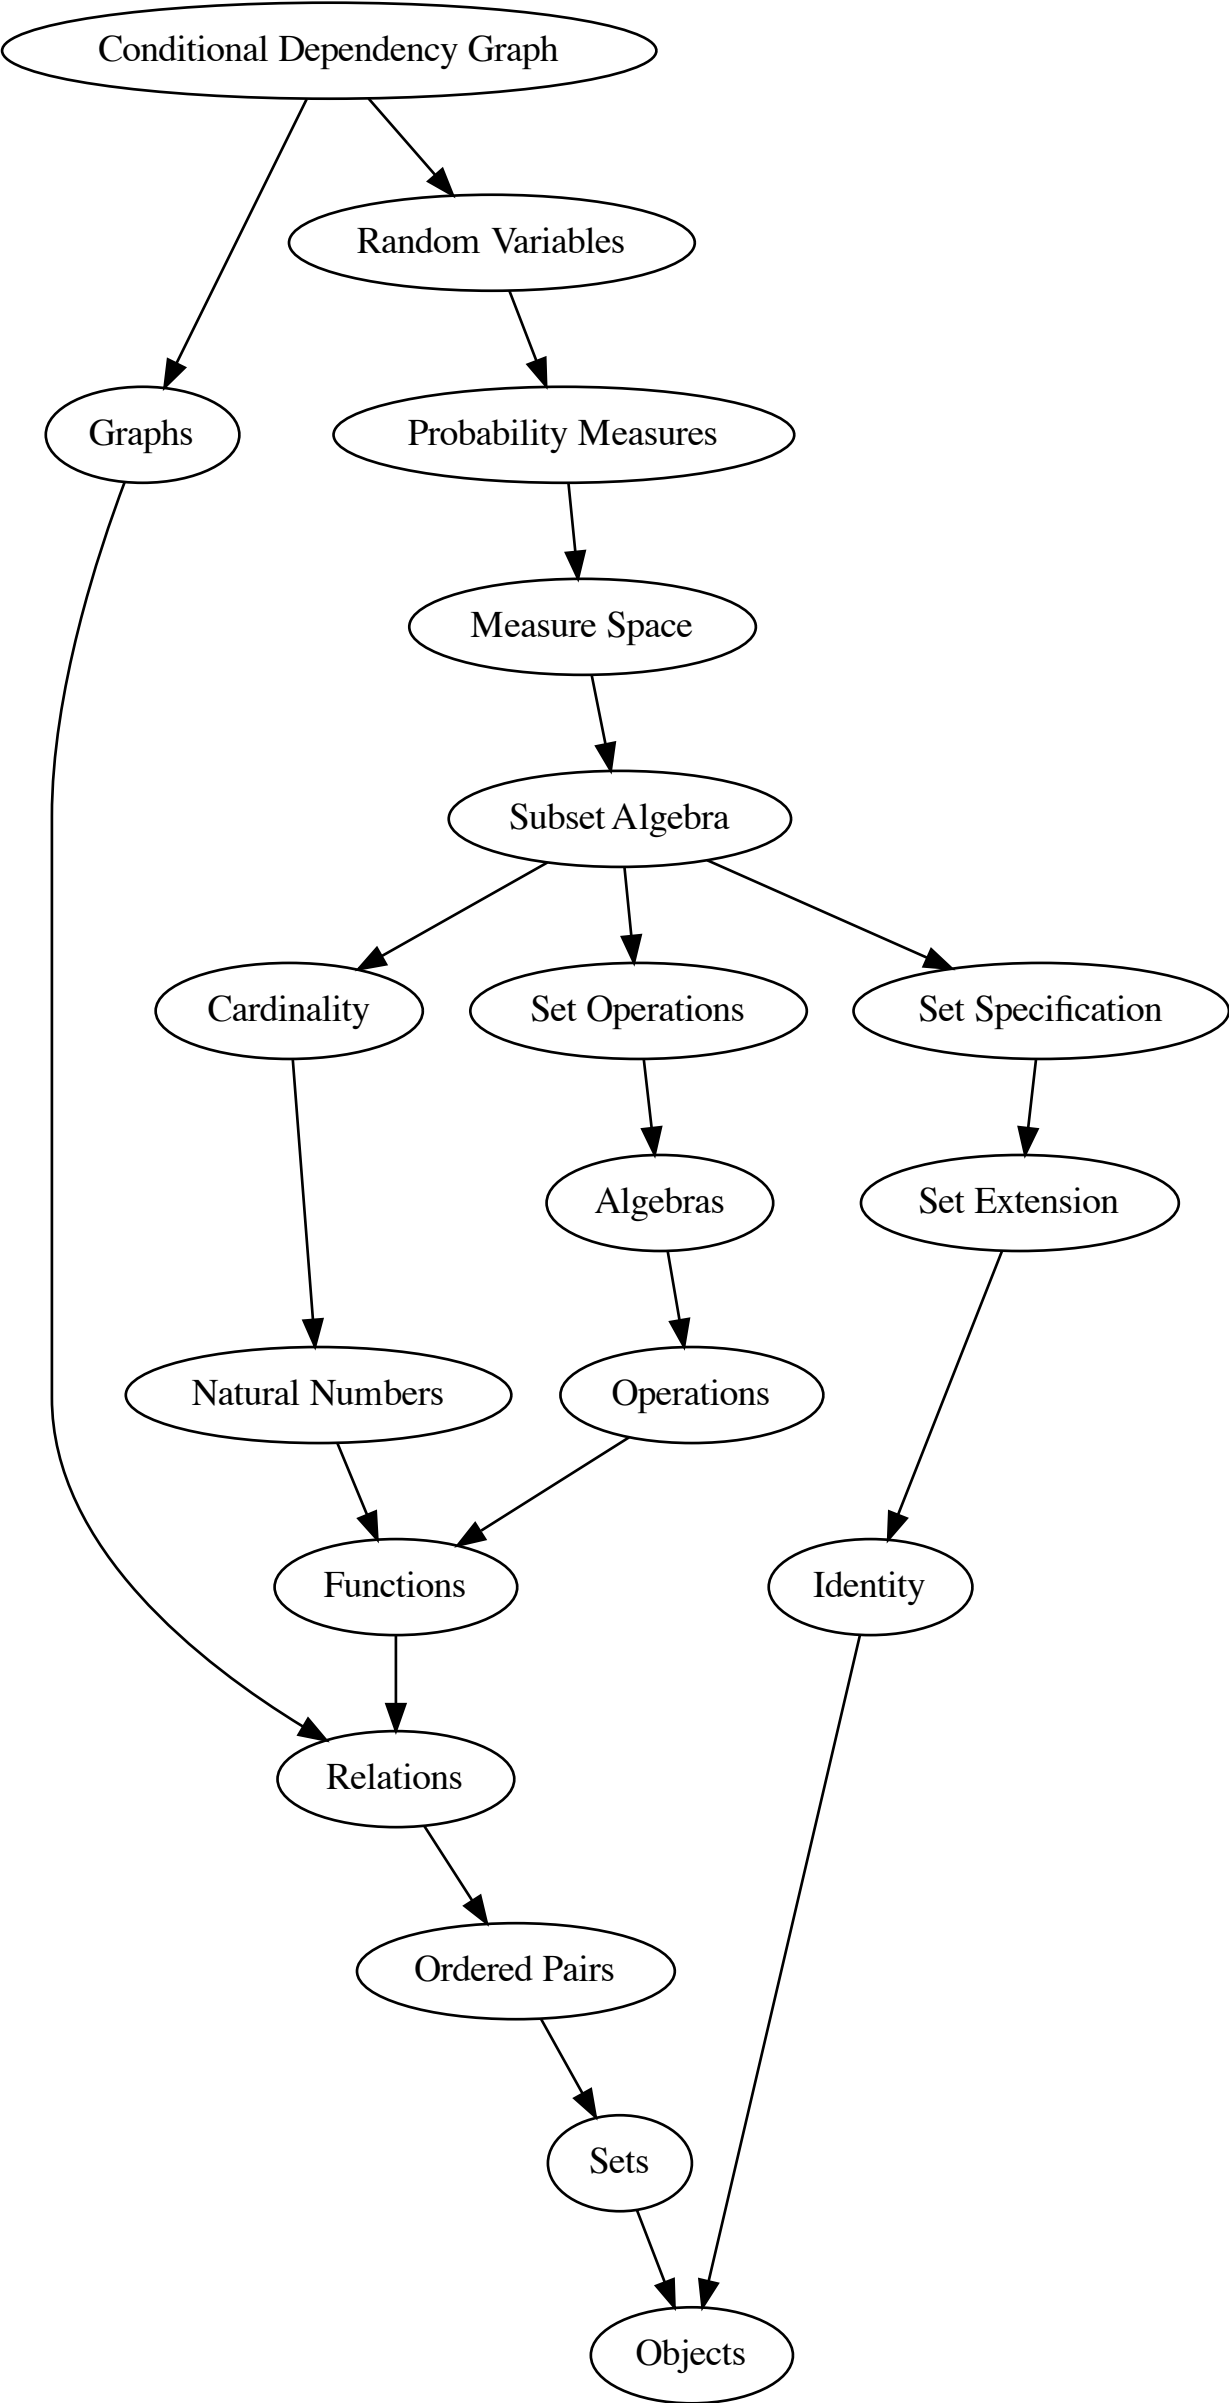 Conditional Dependency Graph
Random Variables
Graphs
Probability Measures
Measure Space
Subset Algebra
Cardinality
Set Operations
Set Specification
Algebras
Set Extension
Natural Numbers
Operations
Functions
Identity
Relations
Ordered Pairs
Sets
Objects